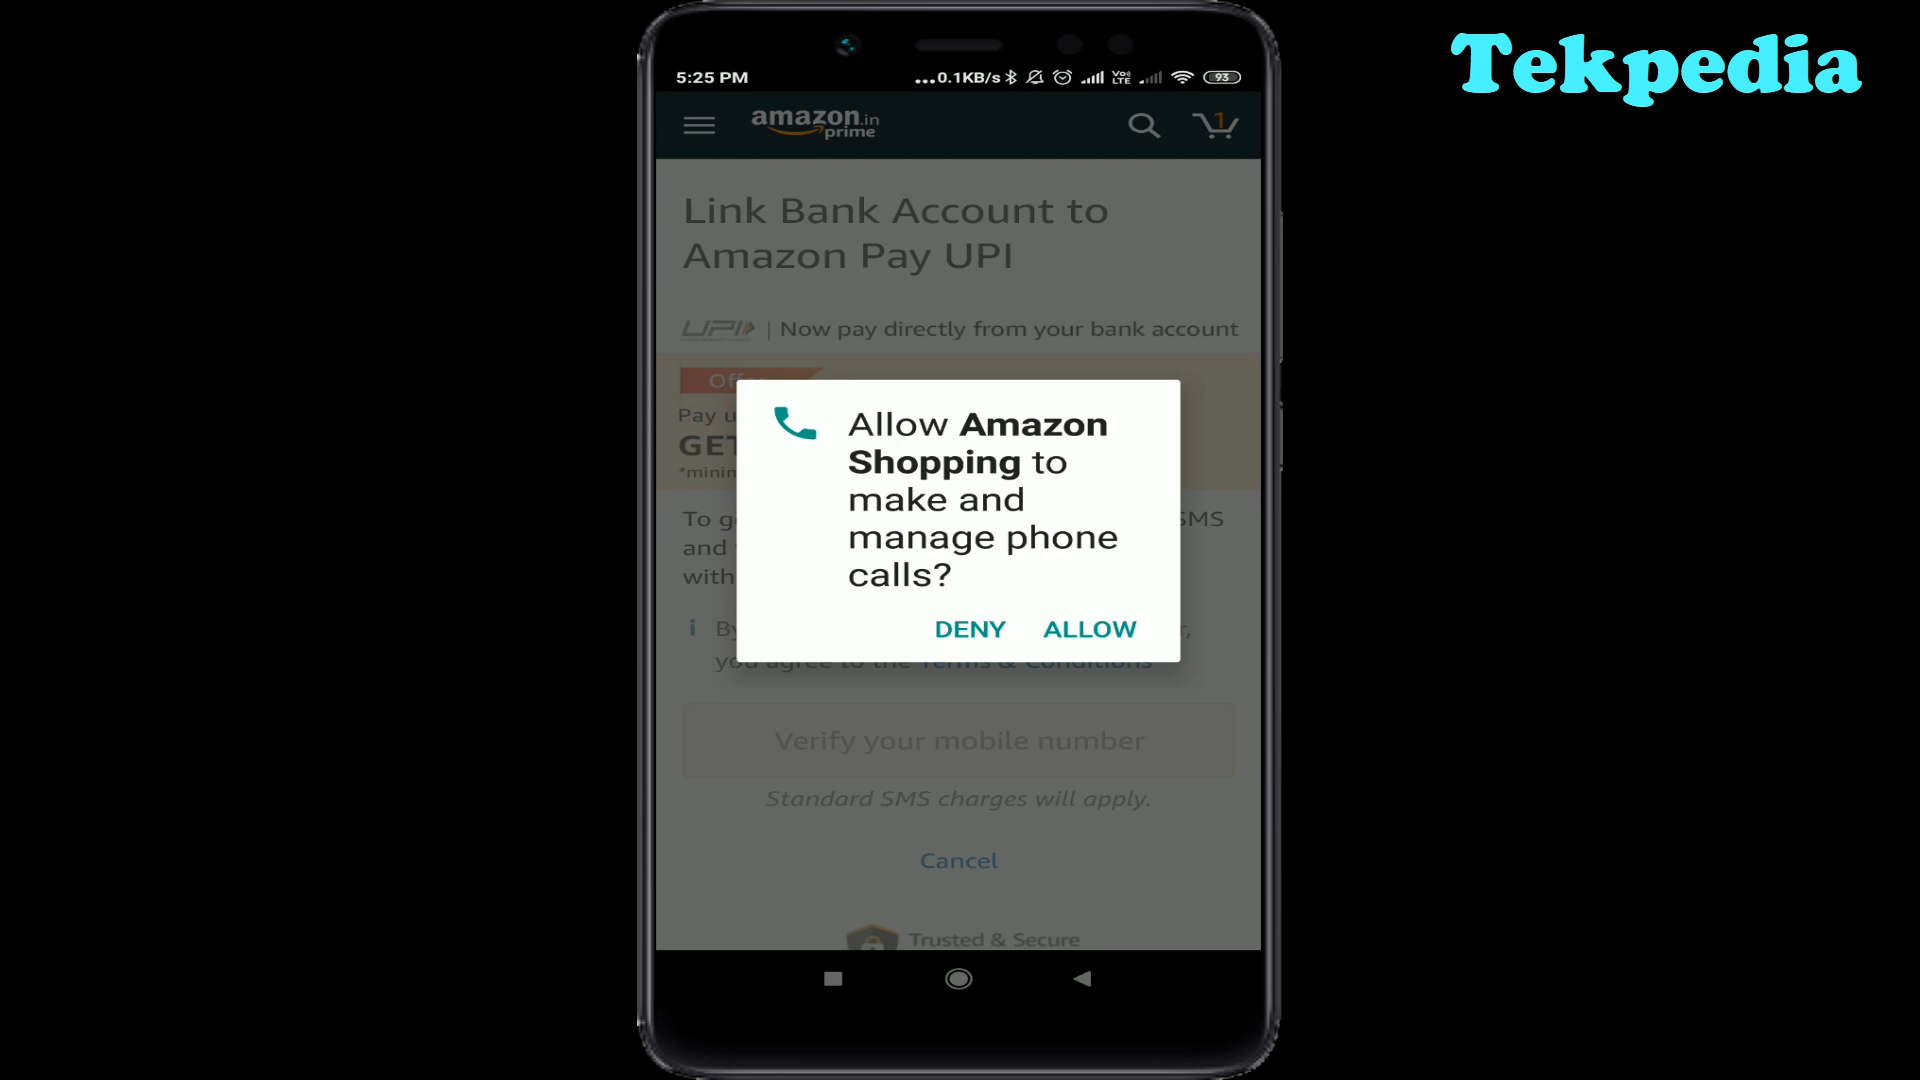 Tekpedia
5:25 PM
...0.1KB/s
VoLTE
93
amazon.in
prime
1
Link Bank Account to
Amazon Pay UPI
UPI | Now pay directly from your bank account
Pay
GET
Allow Amazon
Shopping to
make and
manage phone
calls?
DENY ALLOW
To
SMS
and
with
i By
you agree to the Terms & Conditions
Verify your mobile number
Standard SMS charges will apply.
Cancel
Trusted & Secure